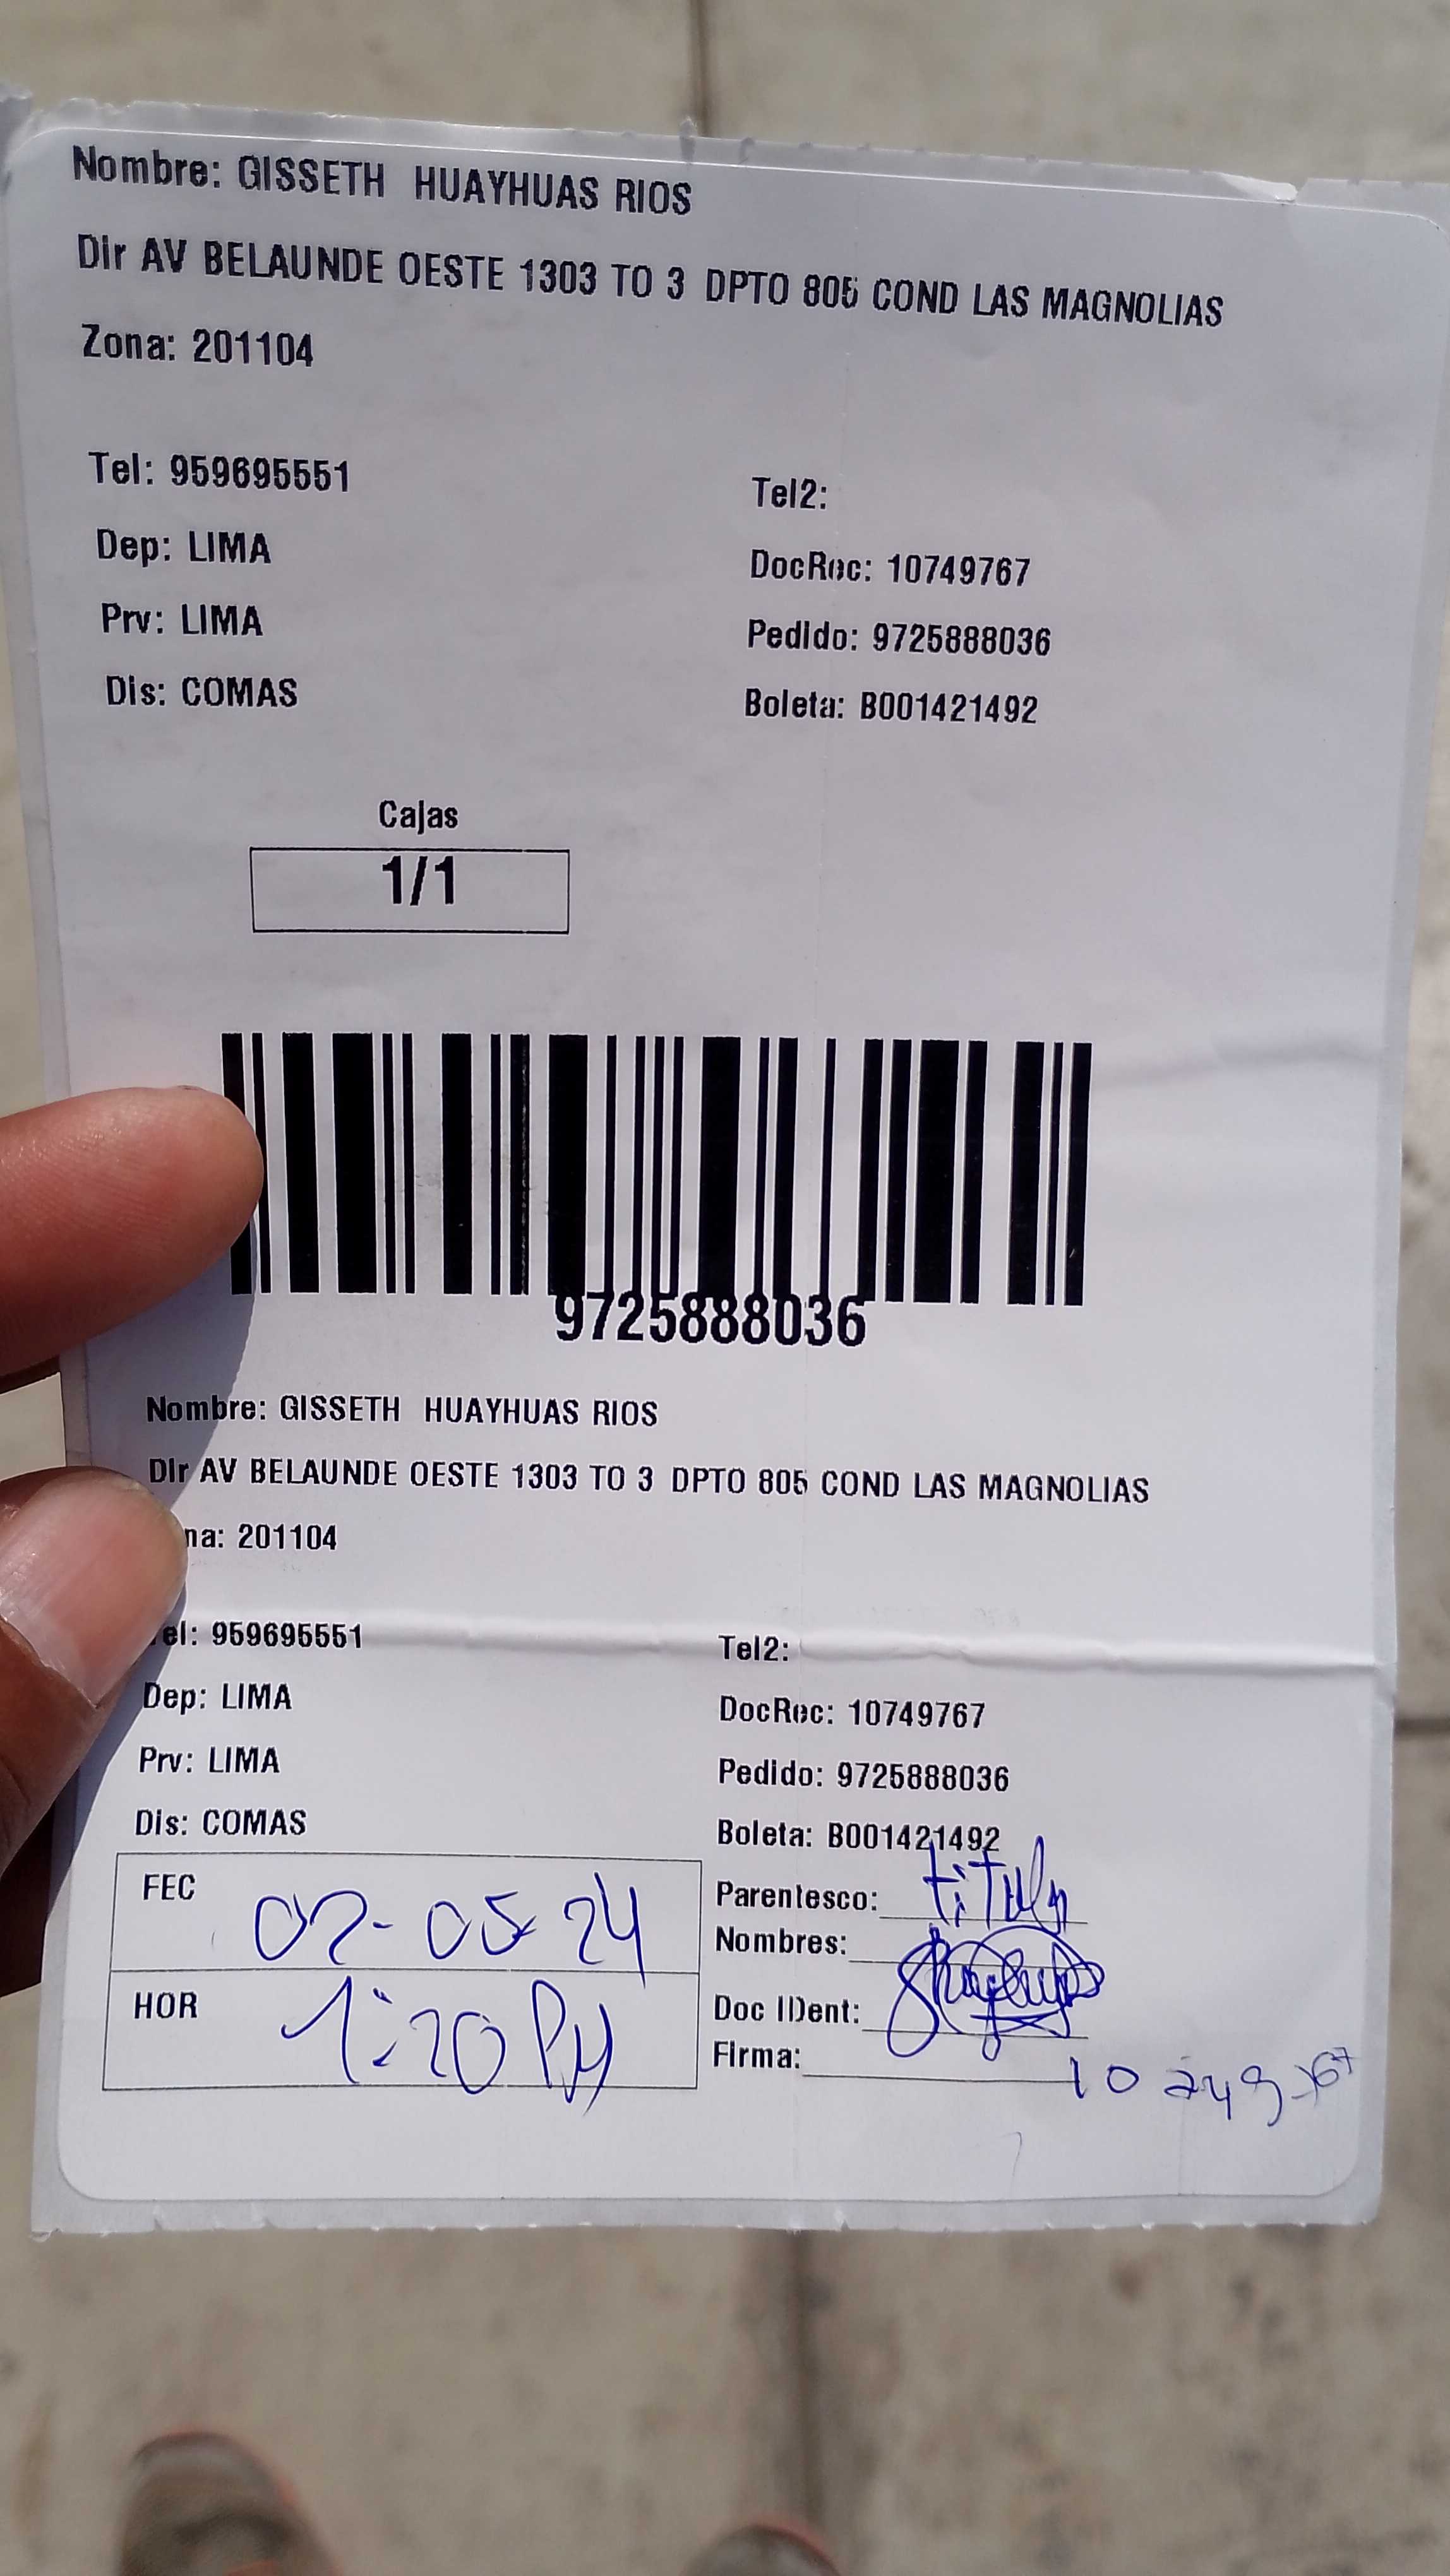 Nombre: GISSETH HUAYHUAS RIOS
Dir AV BELAUNDE OESTE 1303 TO 3 DPTO 805 COND LAS MAGNOLIAS
Zona: 201104
Tel: 959695551 Tel2:
Dep: LIMA DocRec: 10749767
Prv: LIMA Pedido: 9725888036
Dis: COMAS Boleta: B001421492
Cajas
1/1
9725888036
Nombre: GISSETH HUAYHUAS RIOS
Dir AV BELAUNDE OESTE 1303 TO 3 DPTO 805 COND LAS MAGNOLIAS
na: 201104
el: 959695551 Tel2:
Dep: LIMA DocRec: 10749767
Prv: LIMA Pedido: 9725888036
Dis: COMAS Boleta: B001421492
FEC 02-05-24 Parentesco: titular
Nombres:
HOR 1:20 PM Doc IDent:
Firma: 10749767